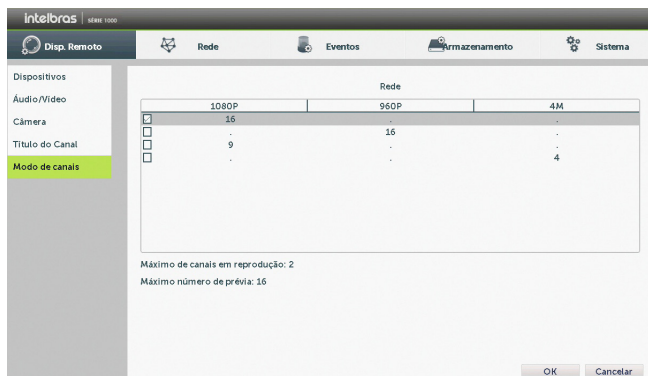 intelbras SÉRIE 1000
Disp. Remoto Rede Eventos Armazenamento Sistema
Dispositivos
Áudio/Vídeo
Câmera
Título do Canal
Modo de canais
Rede
1080P 960P 4M
16 . .
. 16 .
9 . .
. . 4
Máximo de canais em reprodução: 2
Máximo número de prévia: 16
OK Cancelar